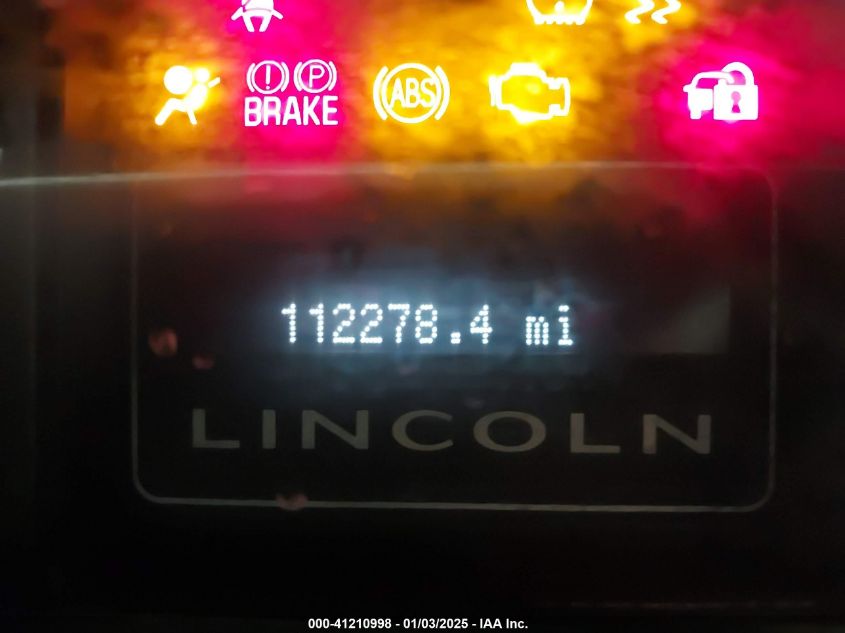 ! P
BRAKE
ABS
112278.4 mi
LINCOLN
000-41210998 - 01/03/2025 - IAA Inc.